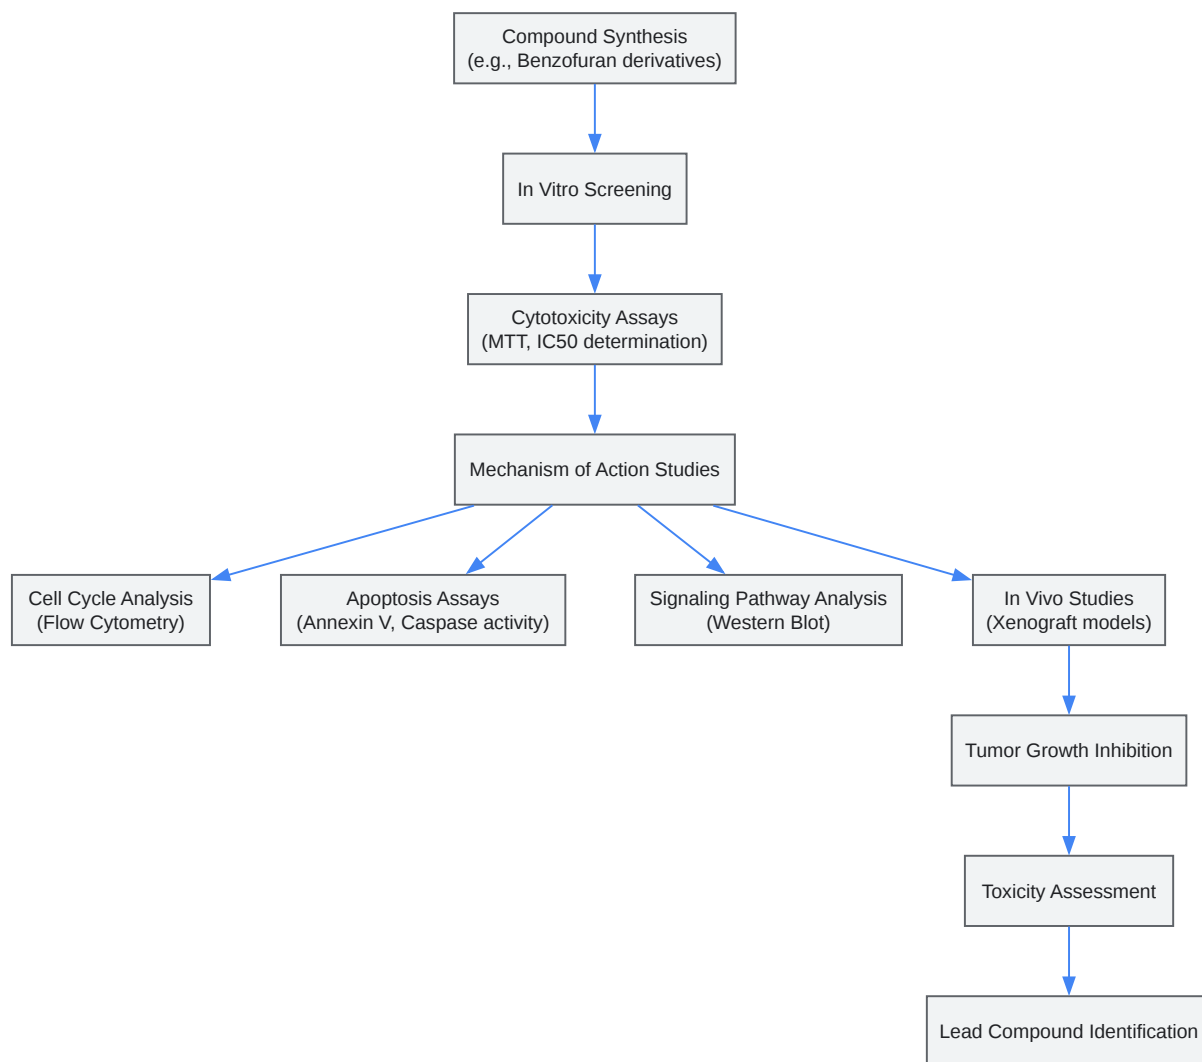 Compound Synthesis
(e.g., Benzofuran derivatives)
In Vitro Screening
Cytotoxicity Assays
(MTT, IC50 determination)
Mechanism of Action Studies
Cell Cycle Analysis
(Flow Cytometry)
Apoptosis Assays
(Annexin V, Caspase activity)
Signaling Pathway Analysis
(Western Blot)
In Vivo Studies
(Xenograft models)
Tumor Growth Inhibition
Toxicity Assessment
Lead Compound Identification